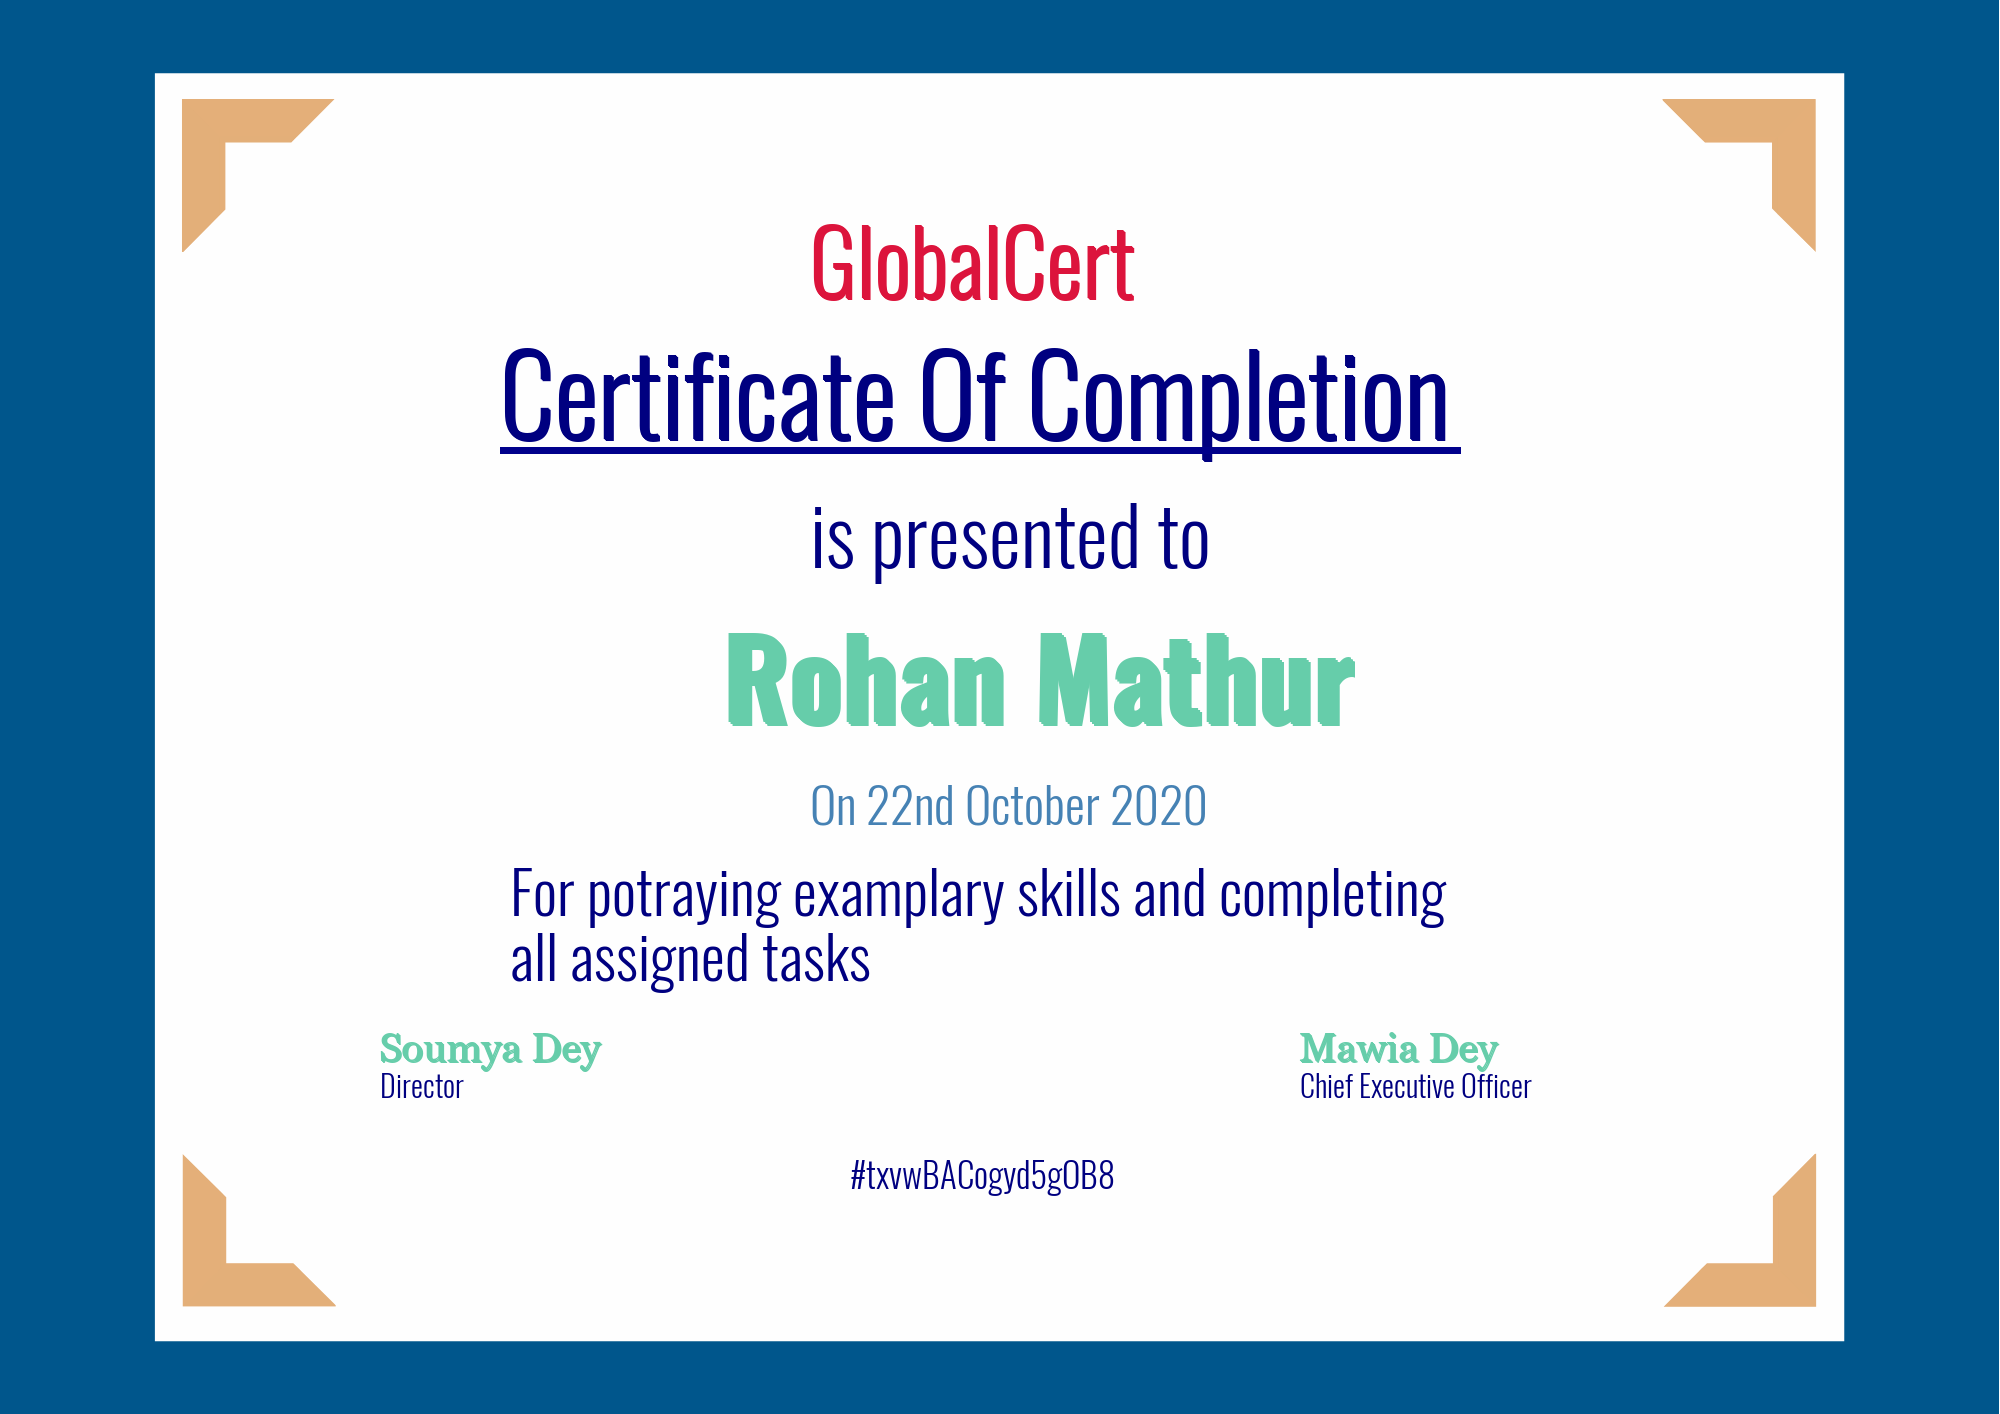 GlobalCert
Certificate Of Completion
is presented to
Rohan Mathur
On 22nd October 2020
For potraying examplary skills and completing
all assigned tasks
Soumya Dey
Director
Mawia Dey
Chief Executive Officer
#txvwBACogyd5gOB8